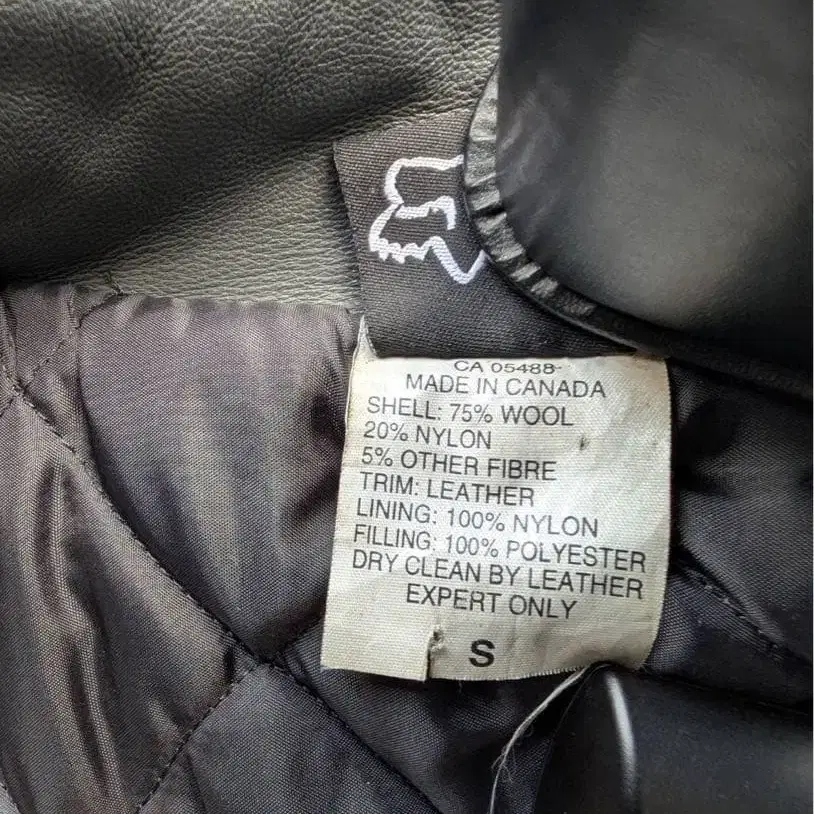 CA 05488
MADE IN CANADA
SHELL: 75% WOOL
20% NYLON
5% OTHER FIBRE
TRIM: LEATHER
LINING: 100% NYLON
FILLING: 100% POLYESTER
DRY CLEAN BY LEATHER
EXPERT ONLY
S